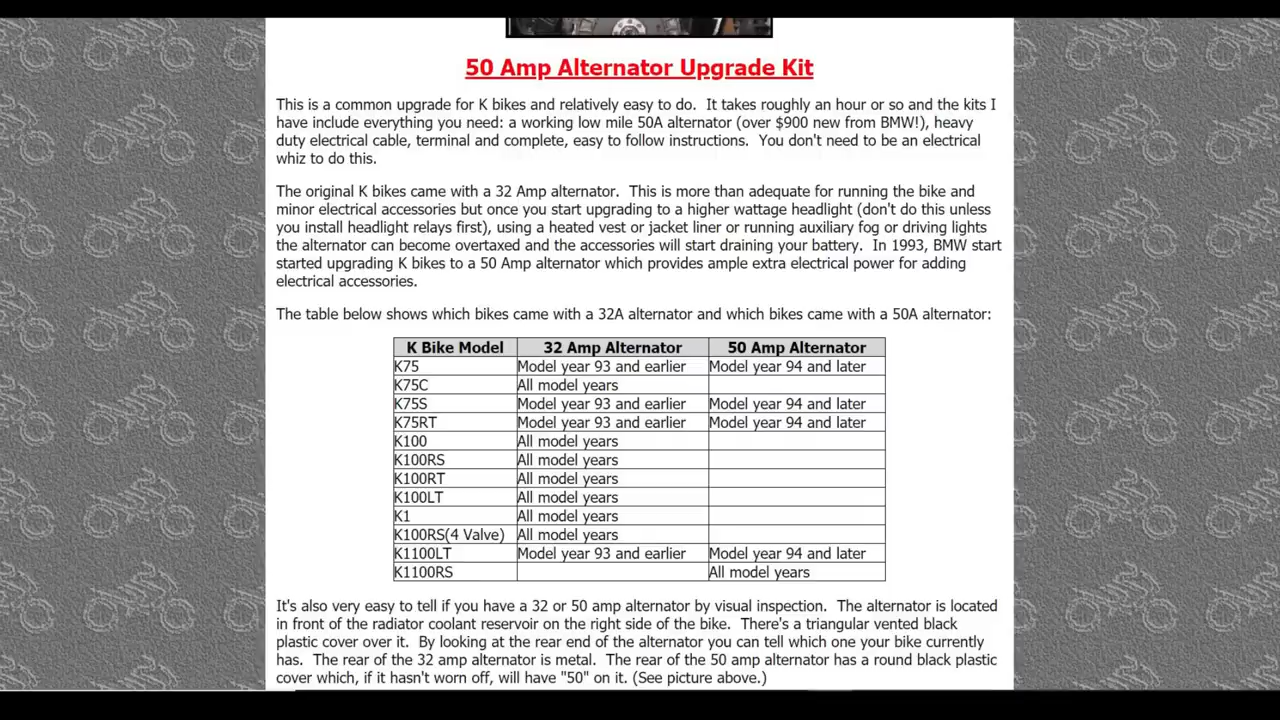 50 Amp Alternator Upgrade Kit
This is a common upgrade for K bikes and relatively easy to do.  It takes roughly an hour or so and the kits I
have include everything you need: a working low mile 50A alternator (over $900 new from BMW!), heavy
duty electrical cable, terminal and complete, easy to follow instructions.  You don't need to be an electrical
whiz to do this.
The original K bikes came with a 32 Amp alternator.  This is more than adequate for running the bike and
minor electrical accessories but once you start upgrading to a higher wattage headlight (don't do this unless
you install headlight relays first), using a heated vest or jacket liner or running auxiliary fog or driving lights
the alternator can become overtaxed and the accessories will start draining your battery.  In 1993, BMW start
started upgrading K bikes to a 50 Amp alternator which provides ample extra electrical power for adding
electrical accessories.
The table below shows which bikes came with a 32A alternator and which bikes came with a 50A alternator:
K Bike Model 32 Amp Alternator 50 Amp Alternator
K75 Model year 93 and earlier Model year 94 and later
K75C All model years
K75S Model year 93 and earlier Model year 94 and later
K75RT Model year 93 and earlier Model year 94 and later
K100 All model years
K100RS All model years
K100RT All model years
K100LT All model years
K1 All model years
K100RS(4 Valve) All model years
K1100LT Model year 93 and earlier Model year 94 and later
K1100RS All model years
It's also very easy to tell if you have a 32 or 50 amp alternator by visual inspection.  The alternator is located
in front of the radiator coolant reservoir on the right side of the bike.  There's a triangular vented black
plastic cover over it.  By looking at the rear end of the alternator you can tell which one your bike currently
has.  The rear of the 32 amp alternator is metal.  The rear of the 50 amp alternator has a round black plastic
cover which, if it hasn't worn off, will have "50" on it. (See picture above.)